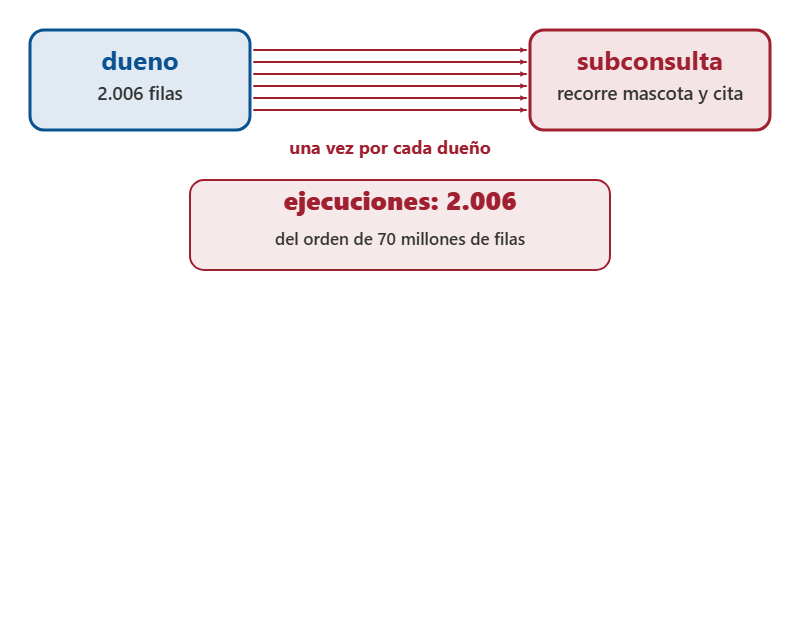 dueno
2.006 filas
subconsulta
recorre mascota y cita
una vez por cada dueño
ejecuciones: 2.006
del orden de 70 millones de filas